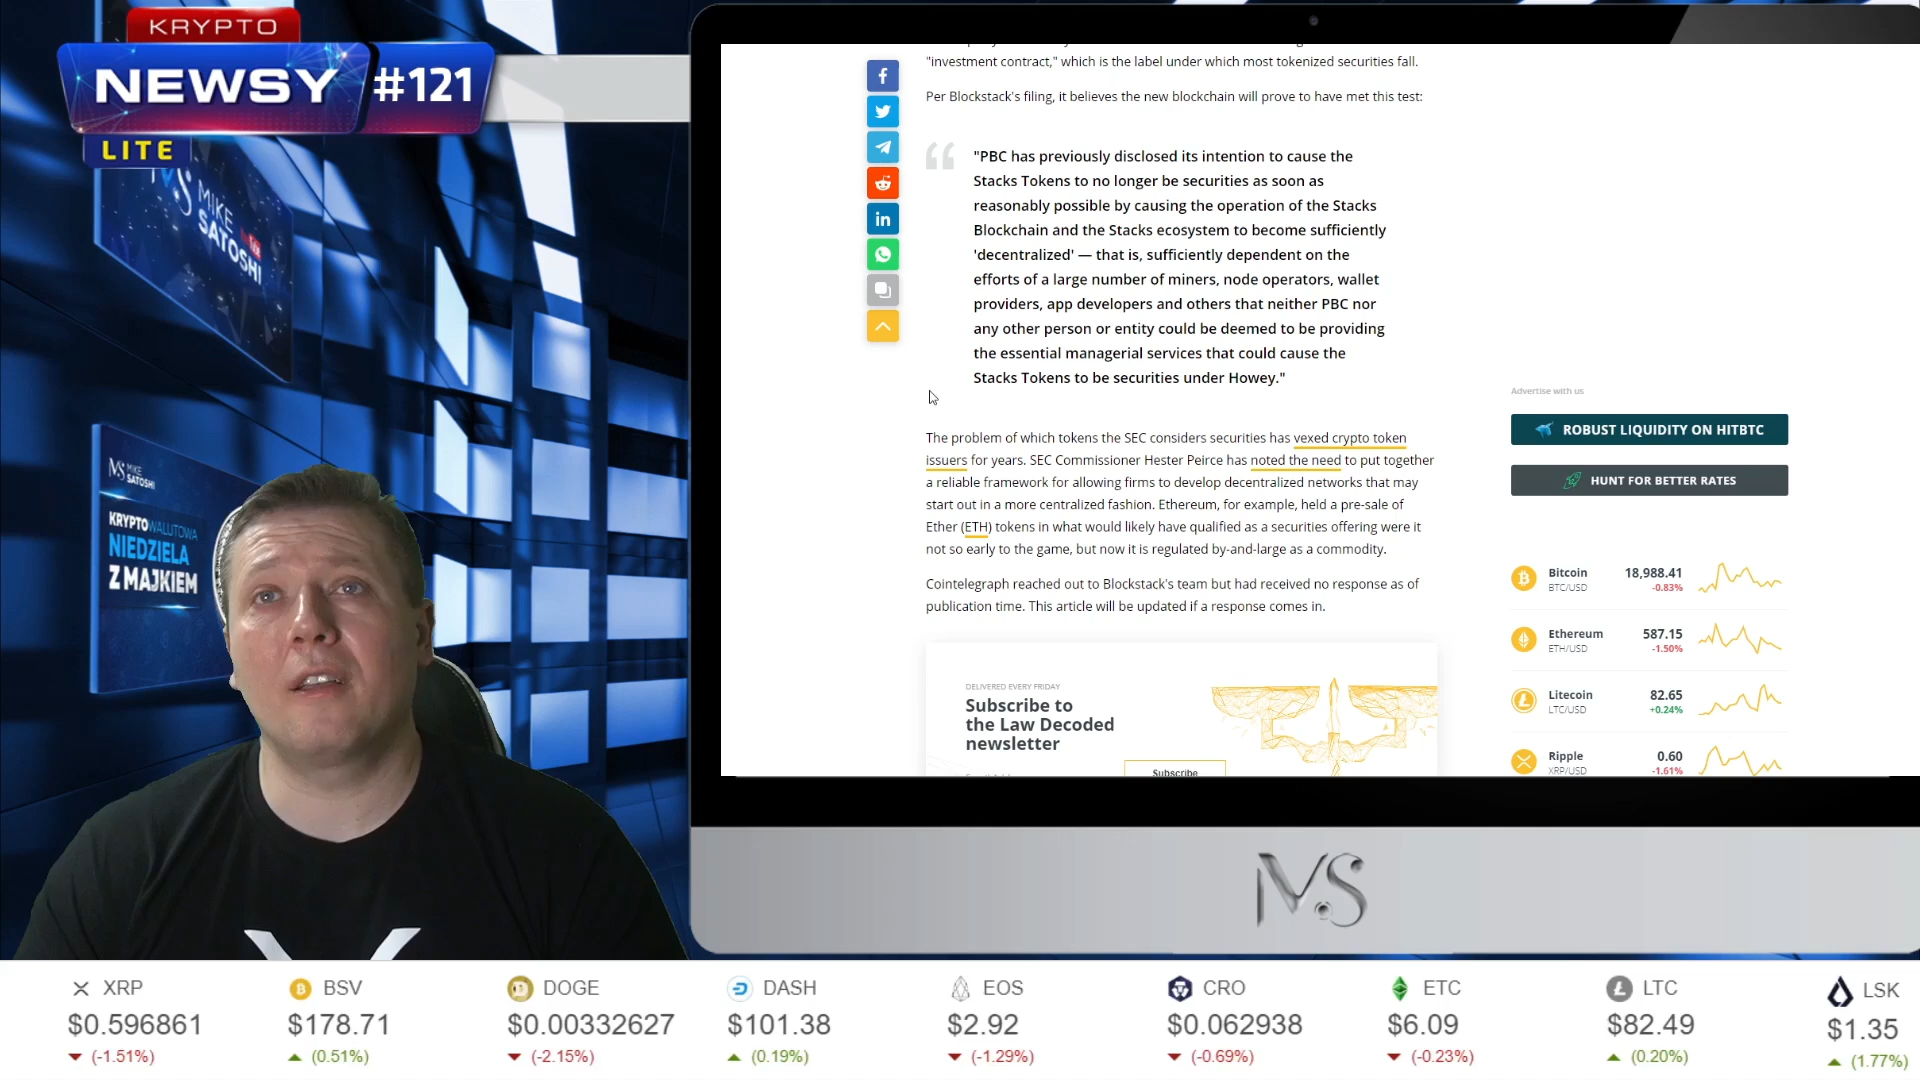 KRYPTO
NEWSY #121
LITE
MIKE
SATOSHI
MS MIKE
SATOSHI
KRYPTOWALUTOWA
NIEDZIELA
Z MAJKIEM
"investment contract," which is the label under which most tokenized securities fall.
Per Blockstack's filing, it believes the new blockchain will prove to have met this test:
"PBC has previously disclosed its intention to cause the
Stacks Tokens to no longer be securities as soon as
reasonably possible by causing the operation of the Stacks
Blockchain and the Stacks ecosystem to become sufficiently
'decentralized' — that is, sufficiently dependent on the
efforts of a large number of miners, node operators, wallet
providers, app developers and others that neither PBC nor
any other person or entity could be deemed to be providing
the essential managerial services that could cause the
Stacks Tokens to be securities under Howey."
The problem of which tokens the SEC considers securities has vexed crypto token
issuers for years. SEC Commissioner Hester Peirce has noted the need to put together
a reliable framework for allowing firms to develop decentralized networks that may
start out in a more centralized fashion. Ethereum, for example, held a pre-sale of
Ether (ETH) tokens in what would likely have qualified as a securities offering were it
not so early to the game, but now it is regulated by-and-large as a commodity.
Cointelegraph reached out to Blockstack's team but had received no response as of
publication time. This article will be updated if a response comes in.
DELIVERED EVERY FRIDAY
Subscribe to
the Law Decoded
newsletter
Subscribe
Advertise with us
ROBUST LIQUIDITY ON HITBTC
HUNT FOR BETTER RATES
Bitcoin 18,988.41
BTC/USD -0.83%
Ethereum 587.15
ETH/USD -1.50%
Litecoin 82.65
LTC/USD +0.24%
Ripple 0.60
XRP/USD -1.61%
MS
XRP BSV DOGE DASH EOS CRO ETC LTC LSK
$0.596861 $178.71 $0.00332627 $101.38 $2.92 $0.062938 $6.09 $82.49 $1.35
(-1.51%) (0.51%) (-2.15%) (0.19%) (-1.29%) (-0.69%) (-0.23%) (0.20%) (1.77%)